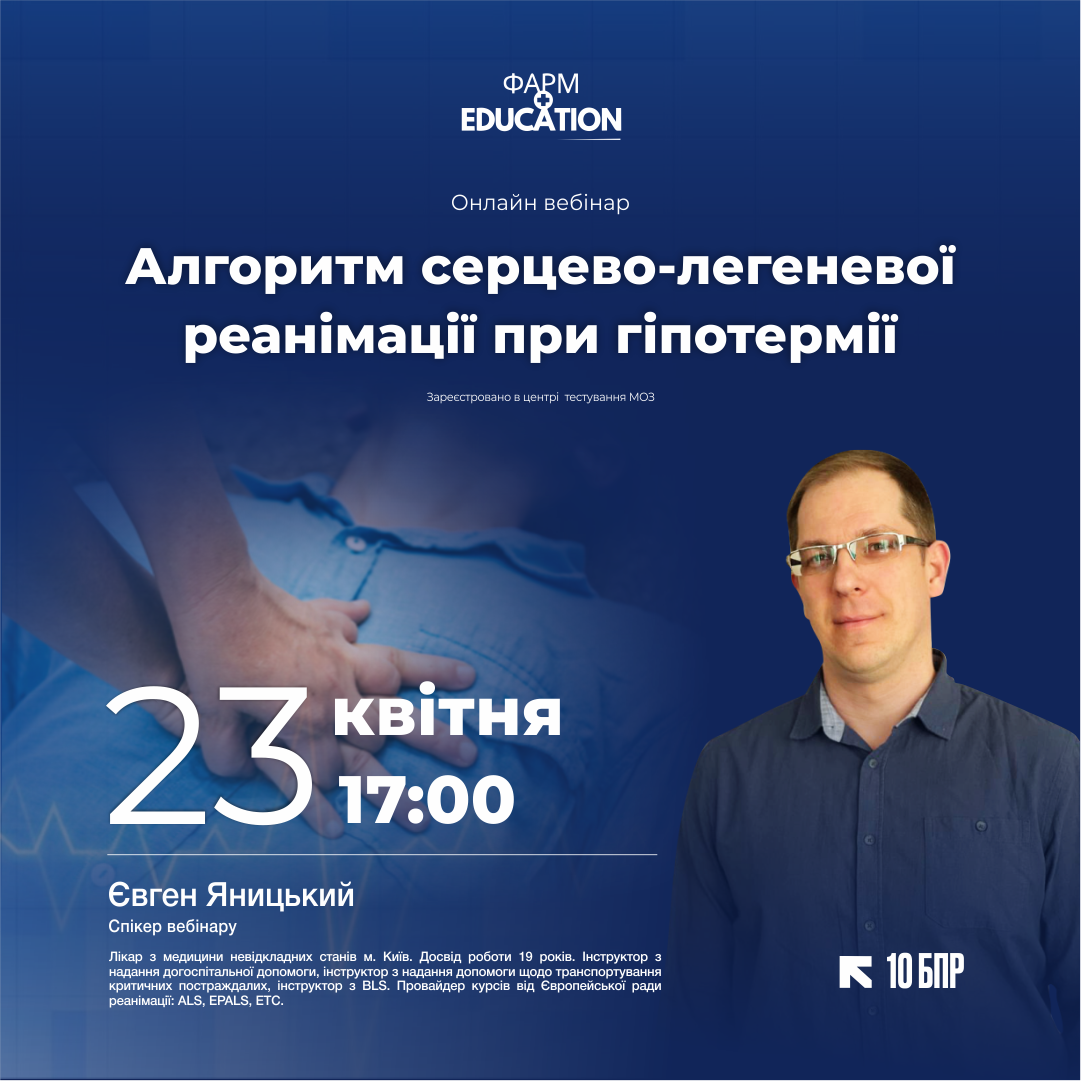 ФАРМ
EDUCATION
Онлайн вебінар
Алгоритм серцево-легеневої
реанімації при гіпотермії
Зареєстровано в центрі тестування МОЗ
23 квітня
17:00
Євген Яницький
Спікер вебінару
Лікар з медицини невідкладних станів м. Київ. Досвід роботи 19 років. Інструктор з
надання догоспітальної допомоги, інструктор з надання допомоги щодо транспортування
критичних постраждалих, інструктор з BLS. Провайдер курсів від Європейської ради
реанімації: ALS, EPALS, ETC.
10 БПР